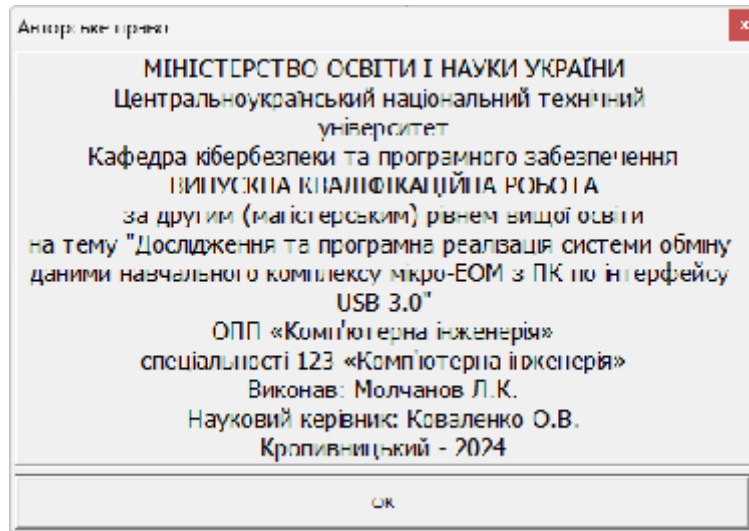 Авторське право
МІНІСТЕРСТВО ОСВІТИ І НАУКИ УКРАЇНИ
Центральноукраїнський національний технічний
університет
Кафедра кібербезпеки та програмного забезпечення
ВИПУСКНА КВАЛІФІКАЦІЙНА РОБОТА
за другим (магістерським) рівнем вищої освіти
на тему "Дослідження та програмна реалізація системи обміну
даними навчального комплексу мікро-ЕОМ з ПК по інтерфейсу
USB 3.0"
ОПП «Комп'ютерна інженерія»
спеціальності 123 «Комп'ютерна інженерія»
Виконав: Молчанов Л.К.
Науковий керівник: Коваленко О.В.
Кропивницький - 2024
OK